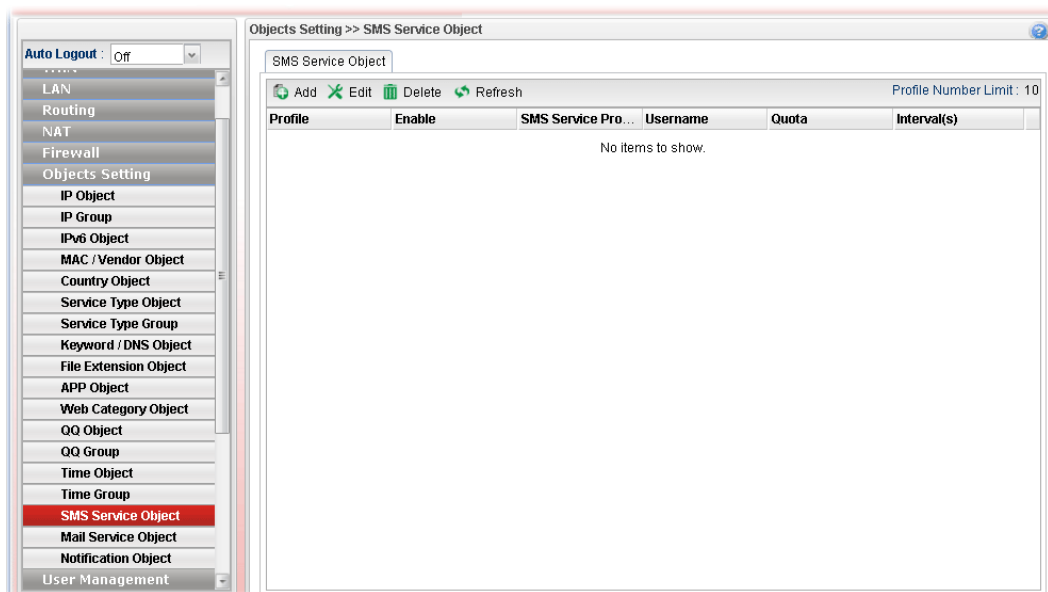 Objects Setting >> SMS Service Object
Auto Logout : Off
LAN
Routing
NAT
Firewall
Objects Setting
IP Object
IP Group
IPv6 Object
MAC / Vendor Object
Country Object
Service Type Object
Service Type Group
Keyword / DNS Object
File Extension Object
APP Object
Web Category Object
QQ Object
QQ Group
Time Object
Time Group
SMS Service Object
Mail Service Object
Notification Object
User Management
SMS Service Object
Add Edit Delete Refresh Profile Number Limit : 10
Profile Enable SMS Service Pro... Username Quota Interval(s)
No items to show.